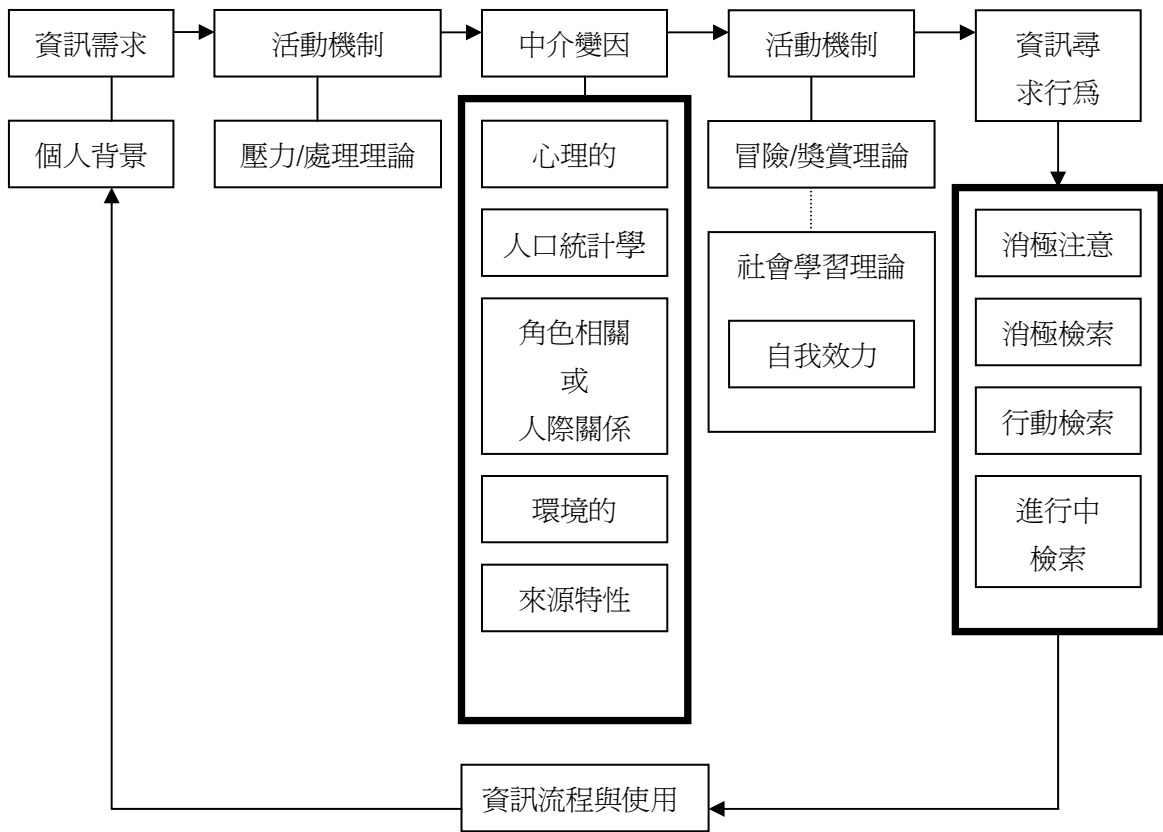 資訊需求
活動機制
中介變因
活動機制
資訊尋
求行爲
個人背景
壓力/處理理論
心理的
人口統計學
角色相關
或
人際關係
環境的
來源特性
冒險/獎賞理論
社會學習理論
自我效力
消極注意
消極檢索
行動檢索
進行中
檢索
資訊流程與使用